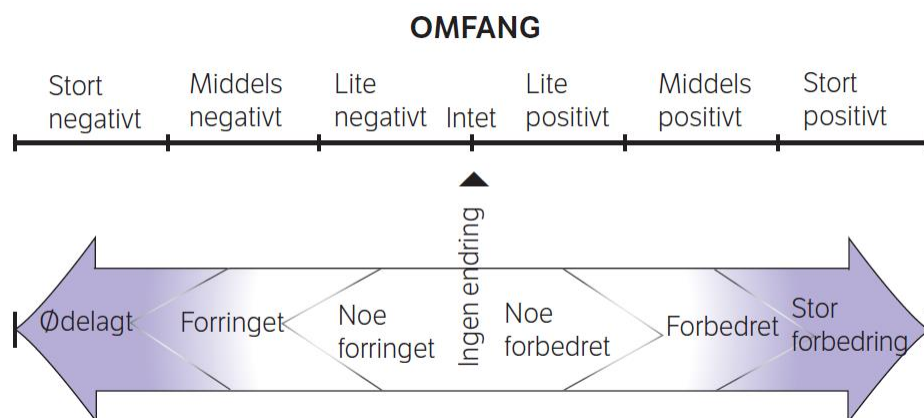 OMFANG
Stort
negativt
Middels
negativt
Lite
negativt
Intet
Lite
positivt
Middels
positivt
Stort
positivt
Ødelagt
Forringet
Noe
forringet
Ingen endring
Noe
forbedret
Forbedret
Stor
forbedring